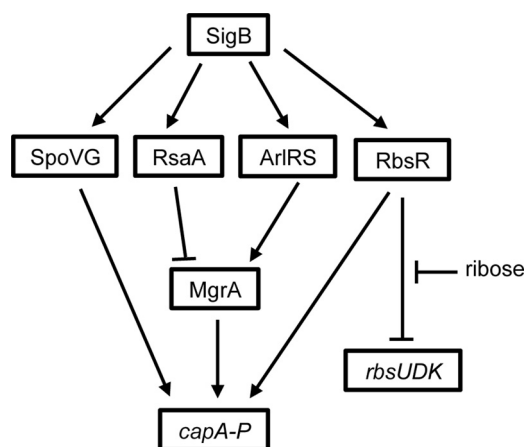 SigB
SpoVG RsaA ArlRS RbsR
ribose
MgrA
rbsUDK
capA-P